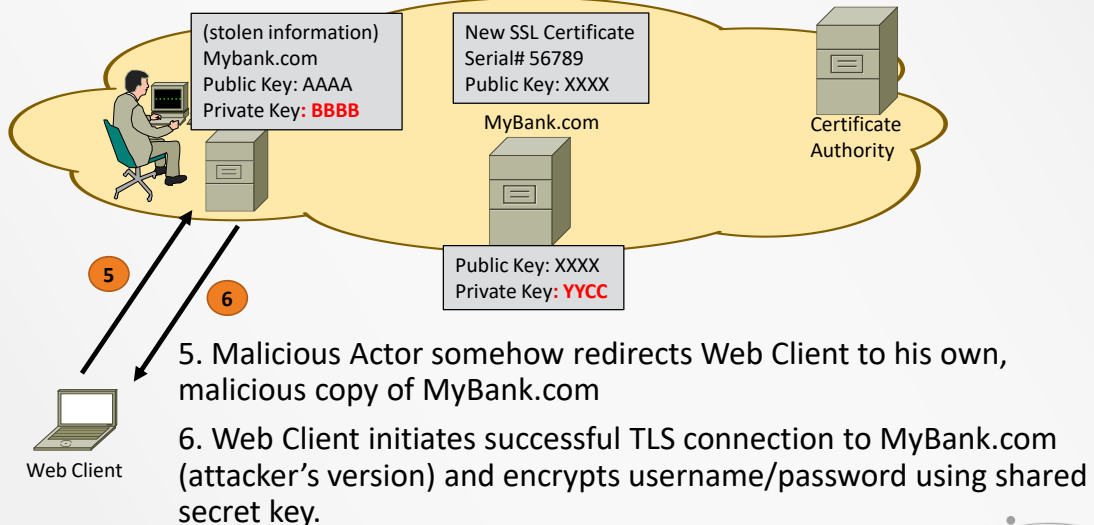 (stolen information)
Mybank.com
Public Key: AAAA
Private Key: BBBB
New SSL Certificate
Serial# 56789
Public Key: XXXX
MyBank.com
Certificate
Authority
Public Key: XXXX
Private Key: YYCC
5
6
Web Client
5. Malicious Actor somehow redirects Web Client to his own,
malicious copy of MyBank.com
6. Web Client initiates successful TLS connection to MyBank.com
(attacker’s version) and encrypts username/password using shared
secret key.